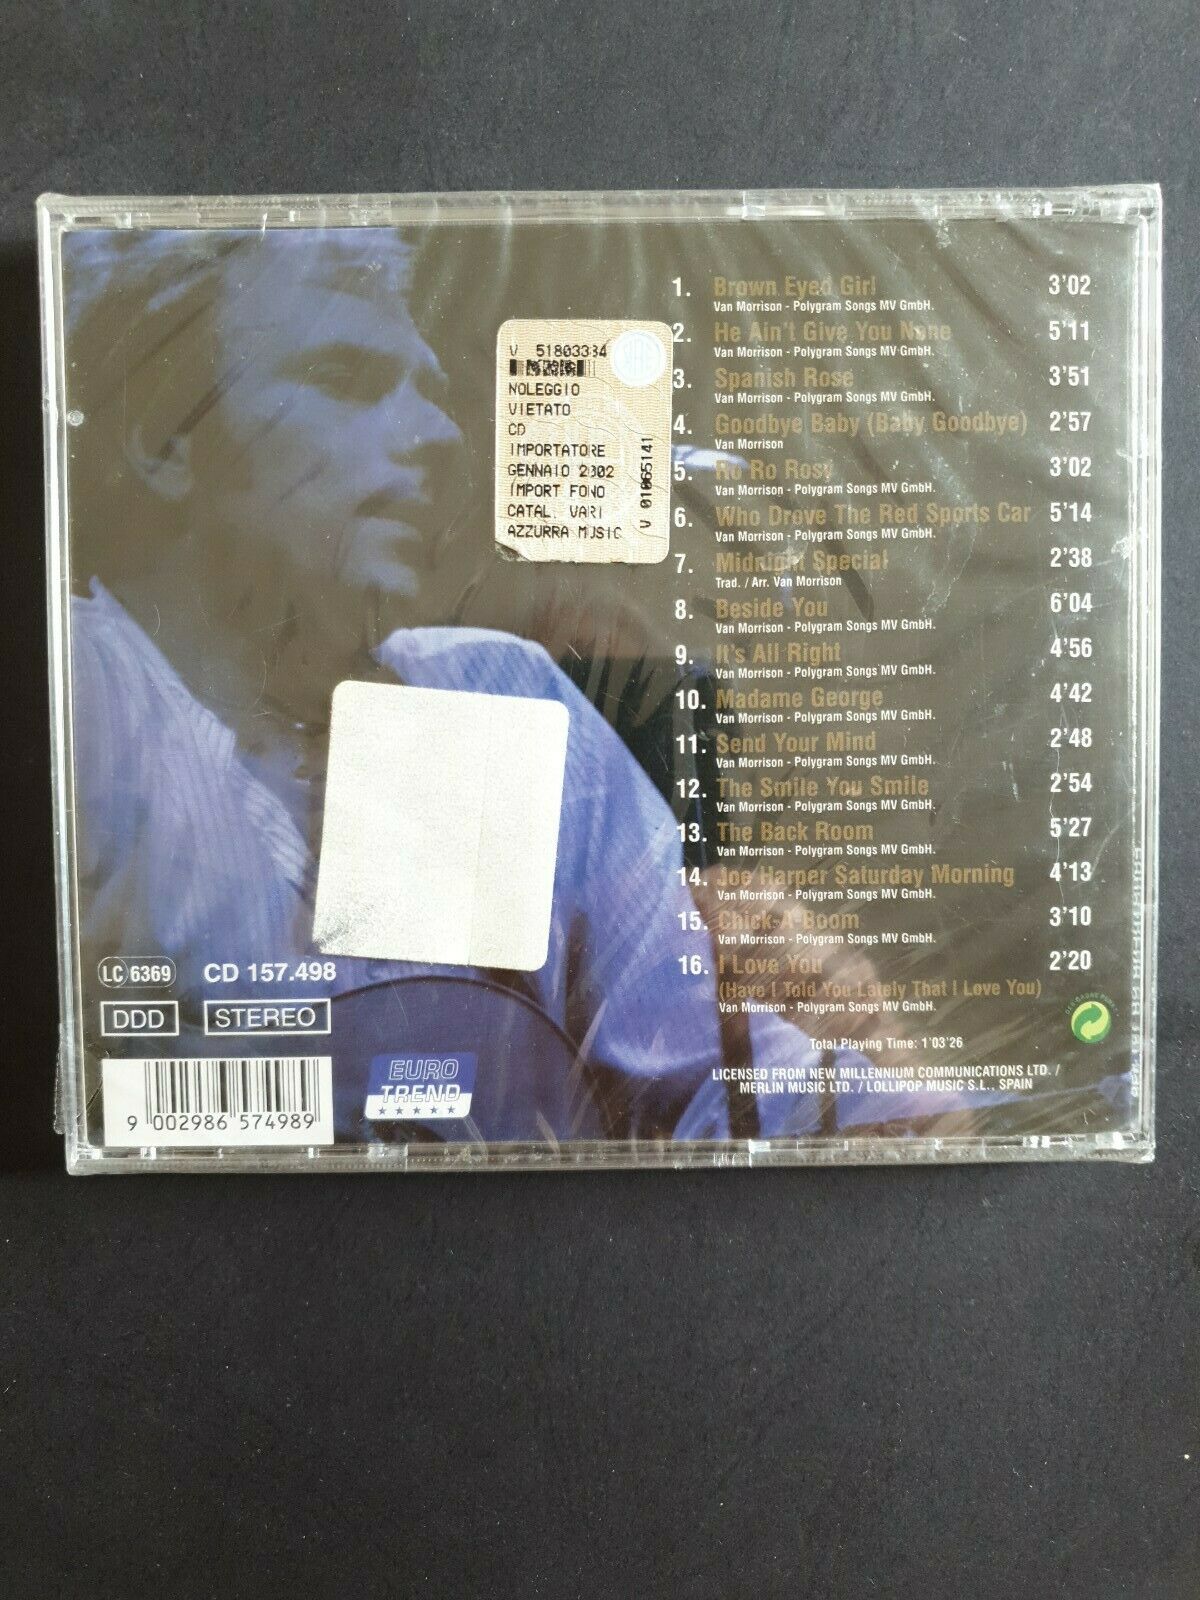 1. Brown Eyed Girl 3'02
Van Morrison - Polygram Songs MV GmbH.
2. He Ain't Give You None 5'11
Van Morrison - Polygram Songs MV GmbH.
3. Spanish Rose 3'51
Van Morrison - Polygram Songs MV GmbH.
4. Goodbye Baby (Baby Goodbye) 2'57
Van Morrison
5. Ro Ro Rosy 3'02
Van Morrison - Polygram Songs MV GmbH.
6. Who Drove The Red Sports Car 5'14
Van Morrison - Polygram Songs MV GmbH.
7. Midnight Special 2'38
Trad. / Arr. Van Morrison
8. Beside You 6'04
Van Morrison - Polygram Songs MV GmbH.
9. It's All Right 4'56
Van Morrison - Polygram Songs MV GmbH.
10. Madame George 4'42
Van Morrison - Polygram Songs MV GmbH.
11. Send Your Mind 2'48
Van Morrison - Polygram Songs MV GmbH.
12. The Smile You Smile 2'54
Van Morrison - Polygram Songs MV GmbH.
13. The Back Room 5'27
Van Morrison - Polygram Songs MV GmbH.
14. Joe Harper Saturday Morning 4'13
Van Morrison - Polygram Songs MV GmbH.
15. Chick-A-Boom 3'10
Van Morrison - Polygram Songs MV GmbH.
16. I Love You 2'20
(Have I Told You Lately That I Love You)
Van Morrison - Polygram Songs MV GmbH.
Total Playing Time: 1'03'26
LICENSED FROM NEW MILLENNIUM COMMUNICATIONS LTD. /
MERLIN MUSIC LTD. / LOLLIPOP MUSIC S.L., SPAIN
V 51803384
NOLEGGIO
VIETATO
CD
IMPORTATORE
GENNAIO 2002
IMPORT FONO
CATAL. VARI
AZZURRA MUSIC
V 01065141
LC 6369 CD 157.498
DDD STEREO
9 002986 574989
EURO
TREND